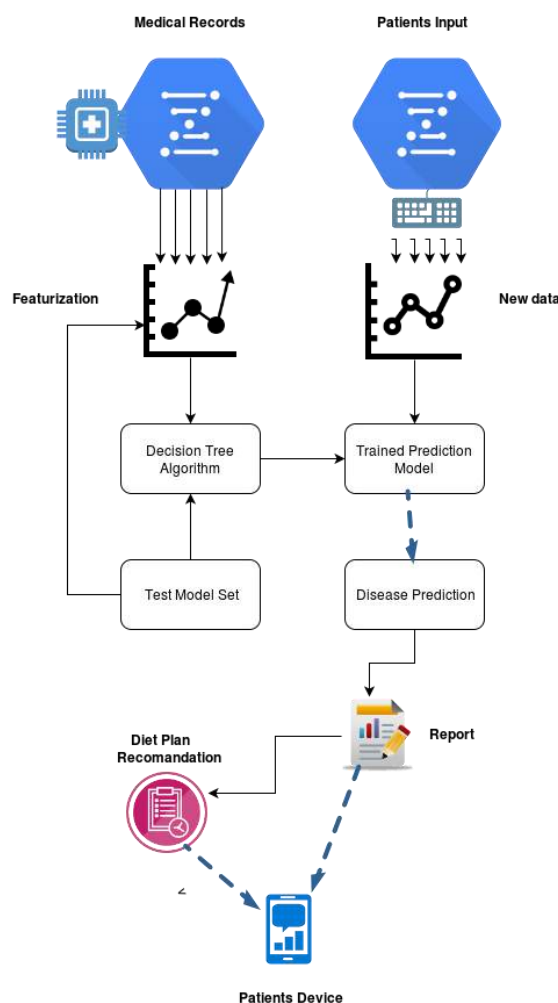 Medical Records
Patients Input
Featurization
New data
Decision Tree
Algorithm
Trained Prediction
Model
Test Model Set
Disease Prediction
Report
Diet Plan
Recomandation
<
Patients Device